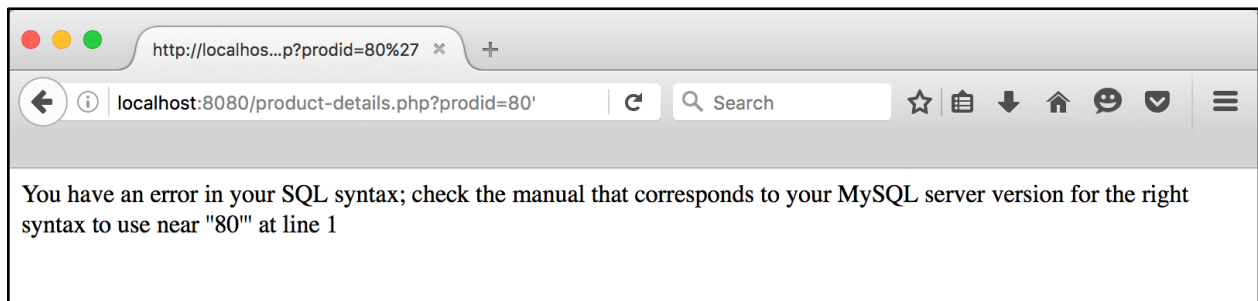 http://localhos...p?prodid=80%27
localhost:8080/product-details.php?prodid=80'
Search
You have an error in your SQL syntax; check the manual that corresponds to your MySQL server version for the right
syntax to use near ''80''' at line 1